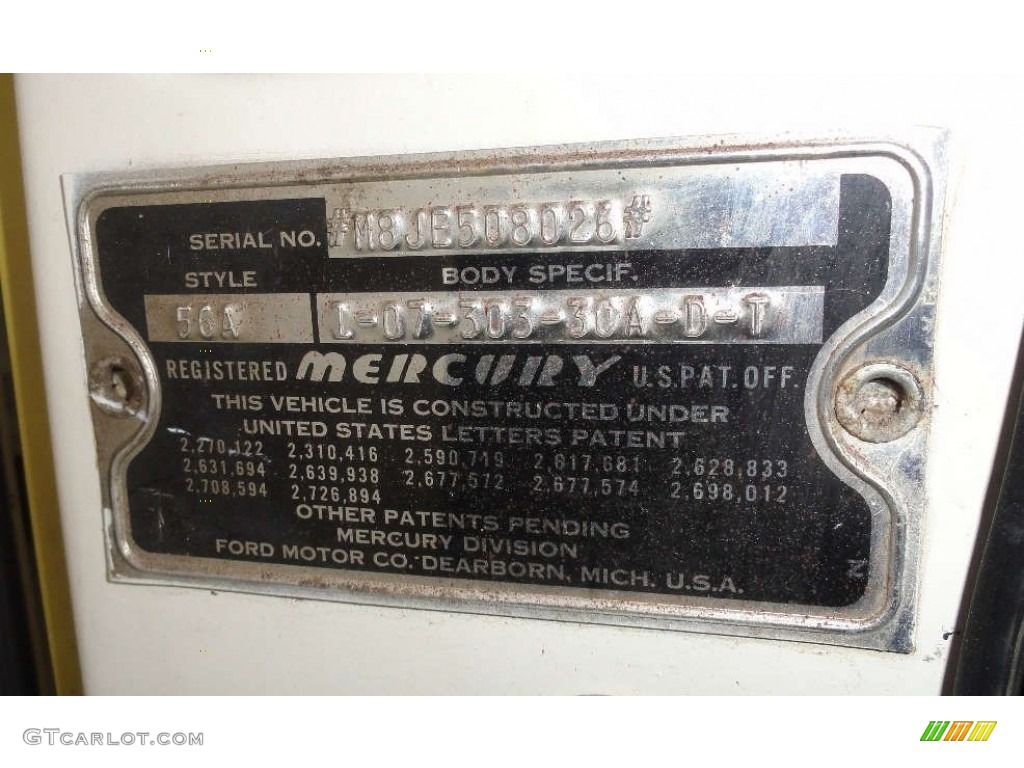 SERIAL NO. #M8JE508026#
STYLE BODY SPECIF.
56A C-07-303-30A-D-T
REGISTERED MERCURY U.S.PAT.OFF.
THIS VEHICLE IS CONSTRUCTED UNDER
UNITED STATES LETTERS PATENT
2,270,122 2,310,416 2,590,719 2,617,681 2,628,833
2,631,694 2,639,938 2,677,572 2,677,574 2,698,012
2,708,594 2,726,894
OTHER PATENTS PENDING
MERCURY DIVISION
FORD MOTOR CO.-DEARBORN, MICH. U.S.A.
GTCARLOT.COM